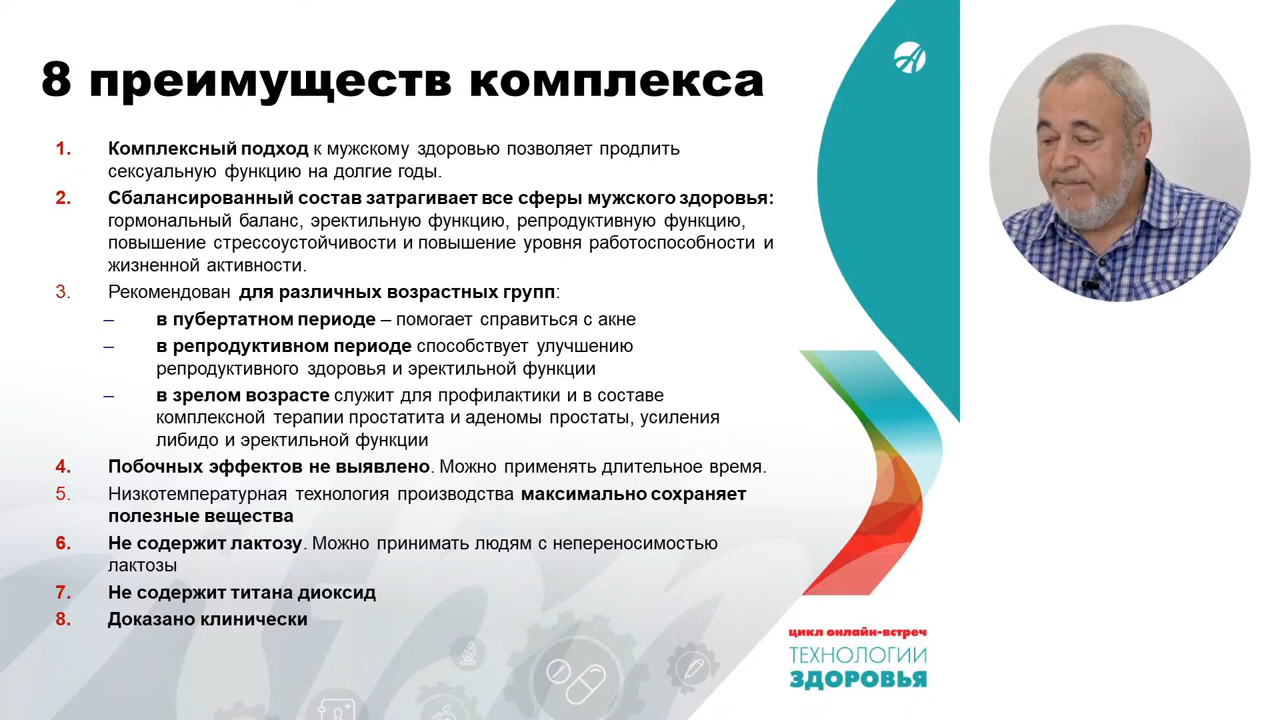 8 преимуществ комплекса
1. Комплексный подход к мужскому здоровью позволяет продлить
сексуальную функцию на долгие годы.
2. Сбалансированный состав затрагивает все сферы мужского здоровья:
гормональный баланс, эректильную функцию, репродуктивную функцию,
повышение стрессоустойчивости и повышение уровня работоспособности и
жизненной активности.
3. Рекомендован для различных возрастных групп:
– в пубертатном периоде – помогает справиться с акне
– в репродуктивном периоде способствует улучшению
репродуктивного здоровья и эректильной функции
– в зрелом возрасте служит для профилактики и в составе
комплексной терапии простатита и аденомы простаты, усиления
либидо и эректильной функции
4. Побочных эффектов не выявлено. Можно применять длительное время.
5. Низкотемпературная технология производства максимально сохраняет
полезные вещества
6. Не содержит лактозу. Можно принимать людям с непереносимостью
лактозы
7. Не содержит титана диоксид
8. Доказано клинически
цикл онлайн-встреч
ТЕХНОЛОГИИ
ЗДОРОВЬЯ